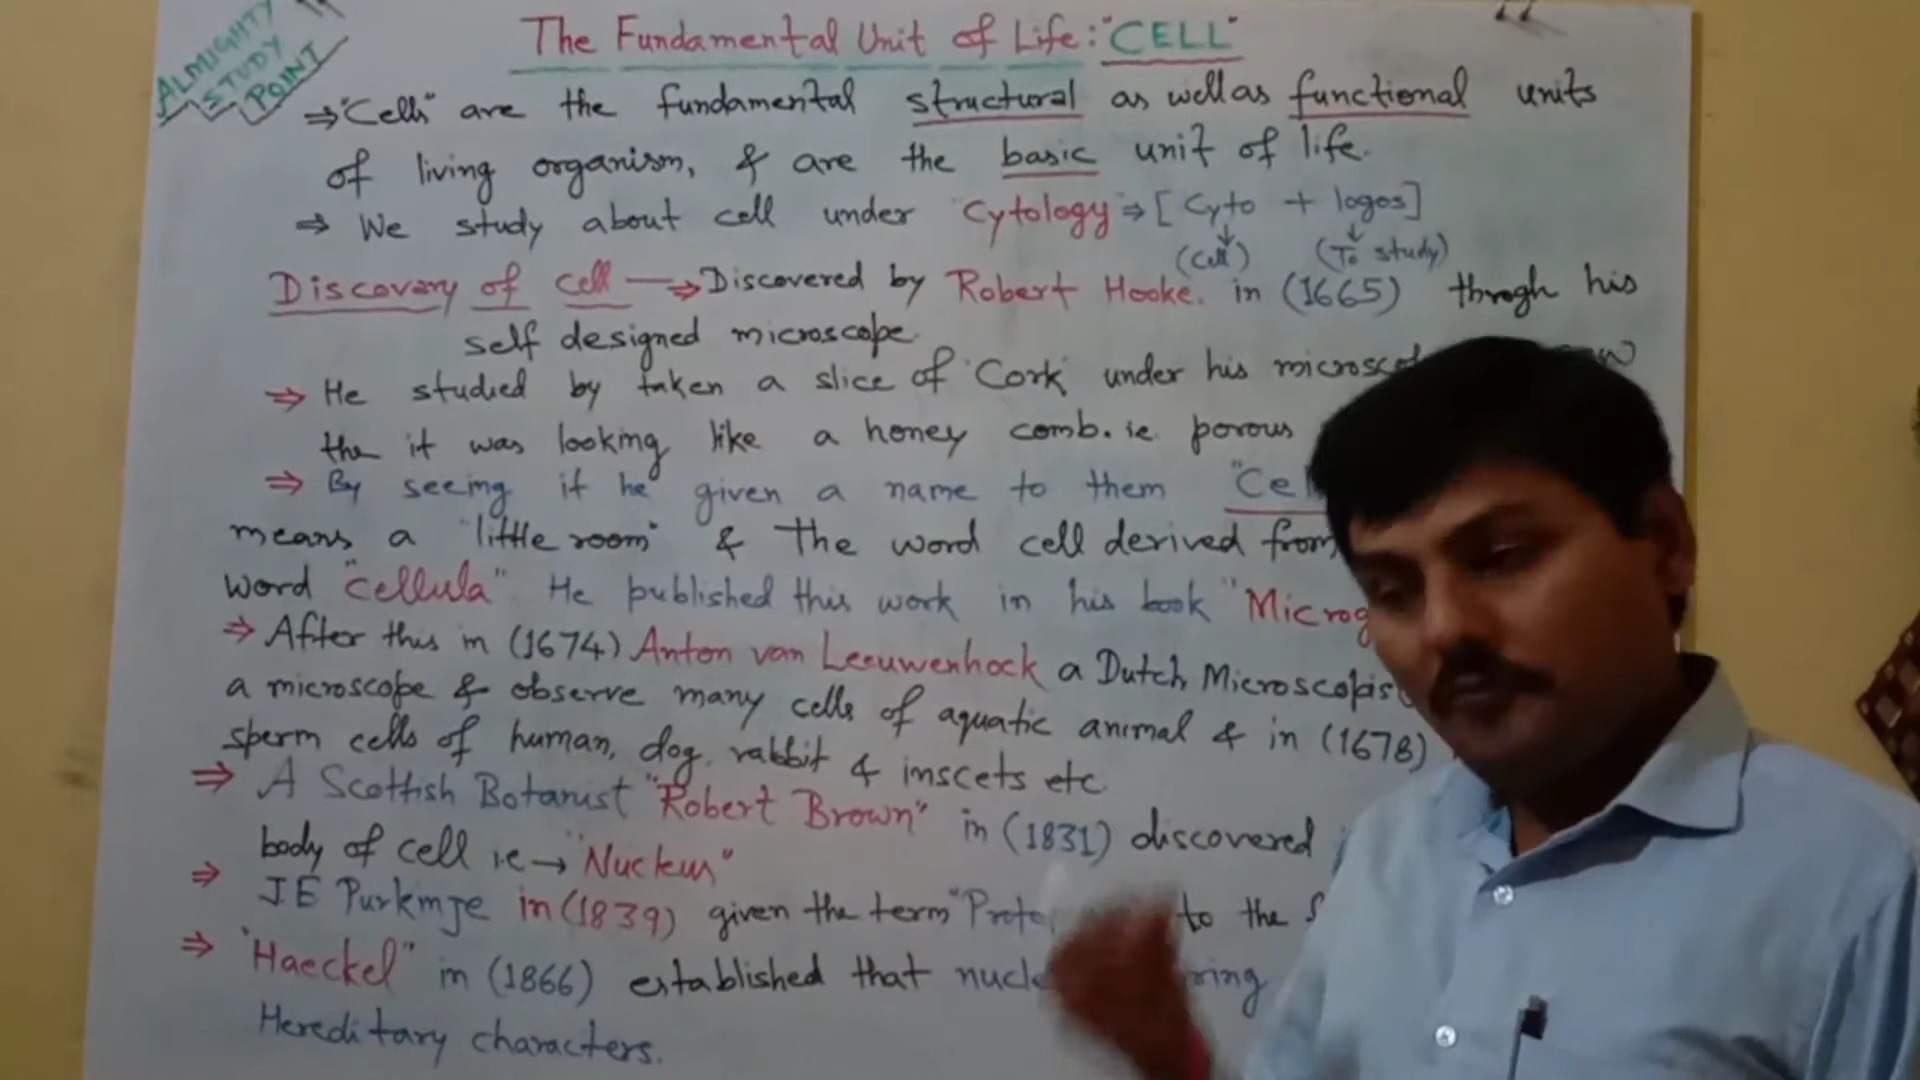 ALMIGHTY
STUDY
POINT
The Fundamental Unit of Life: "CELL"
⇒ "Cells" are the fundamental structural as well as functional units
of living organism, & are the basic unit of life.
⇒ We study about cell under "Cytology" ⇒ [Cyto + logos]
(Cell) (To study)
Discovery of cell → Discovered by Robert Hooke. in (1665) throgh his
self designed microscope.
⇒ He studied by taken a slice of 'Cork' under his
the it was looking like a honey comb. ie. porous
⇒ By seeing it he given a name to them
means a "little room" & the word cell derived from
word "cellula" He published this work in his book
⇒ After this in (1674) Anton van Leeuwenhock a Dutch
a microscope & observe many cells of aquatic animal & in (1678)
sperm cells of human, dog, rabbit & inscets etc.
⇒ A Scottish Botanist "Robert Brown" in (1831) discovered
body of cell i.e → "Nucleus"
⇒ J.E Purkinje in (1839) given the term to the
⇒ "Haeckel" in (1866) established that
Hereditary characters.